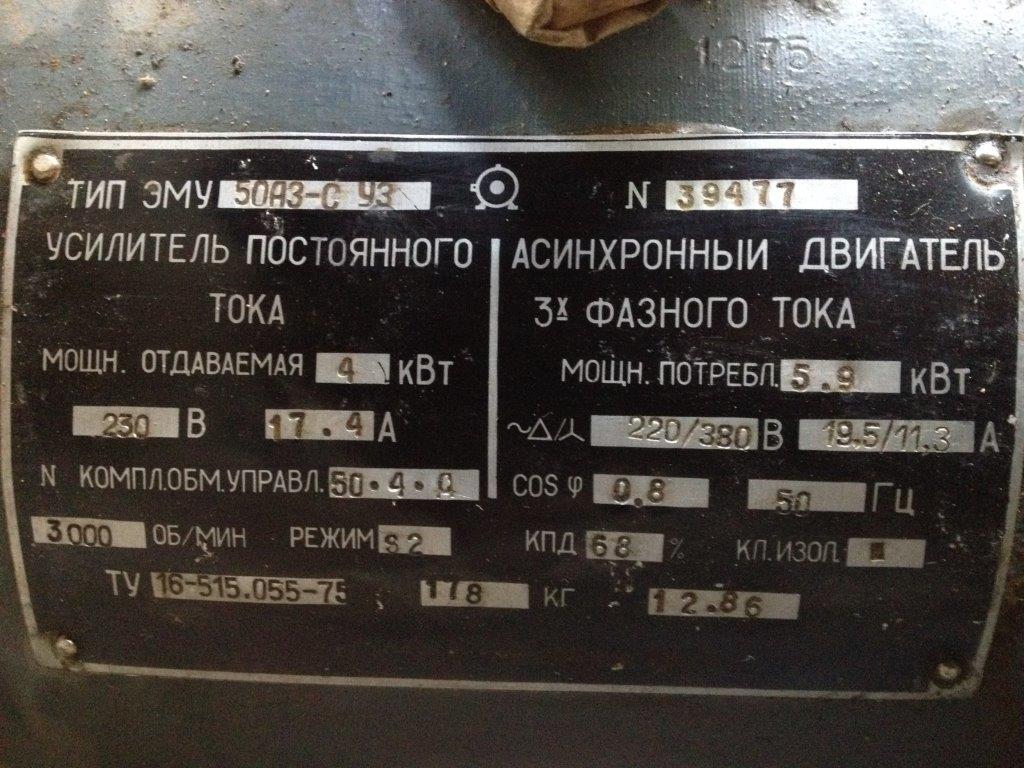 1275
ТИП ЭМУ 50А3-С У3 N 39477
УСИЛИТЕЛЬ ПОСТОЯННОГО
ТОКА
МОЩН. ОТДАВАЕМАЯ 4 кВт
230 В 17.4 А
N КОМПЛ.ОБМ.УПРАВЛ. 50.4.0
АСИНХРОННЫЙ ДВИГАТЕЛЬ
3х ФАЗНОГО ТОКА
МОЩН. ПОТРЕБЛ. 5.9 кВт
~△/⅄ 220/380 В 19.5/11.3 А
COS φ 0.8 50 Гц
3000 ОБ/МИН РЕЖИМ S2 КПД 68 % КЛ.ИЗОЛ.
ТУ 16-515.055-75 178 КГ 12.86